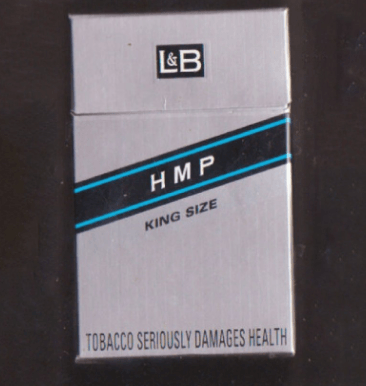 L&B
HMP
KING SIZE
TOBACCO SERIOUSLY DAMAGES HEALTH